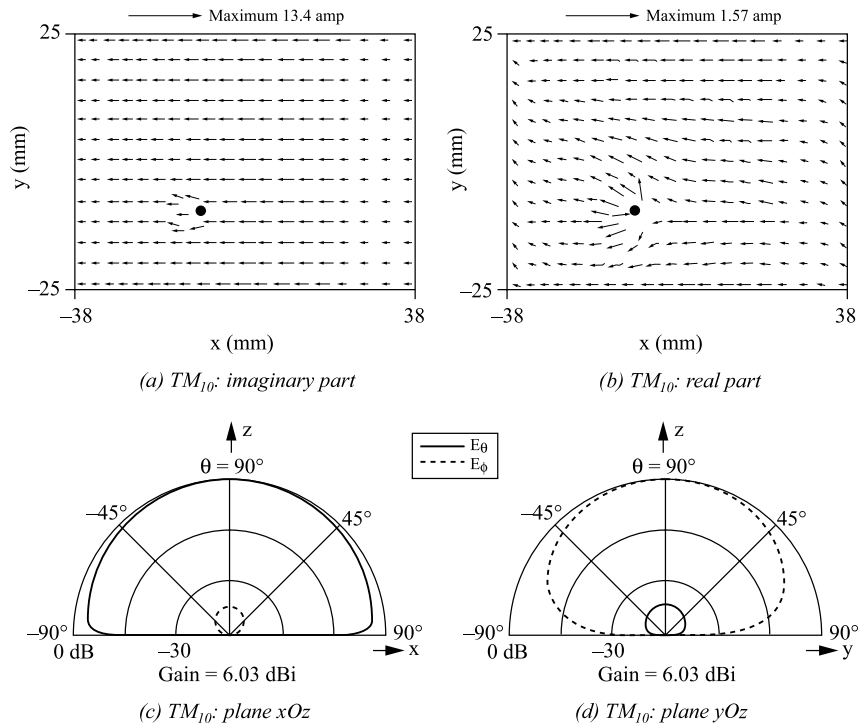 Maximum 13.4 amp
25
y (mm)
–25
–38
38
x (mm)
(a) TM10: imaginary part
Maximum 1.57 amp
25
y (mm)
–25
–38
38
x (mm)
(b) TM10: real part
z
θ = 90°
–45°
45°
–90°
90°
x
0 dB
–30
Gain = 6.03 dBi
(c) TM10: plane xOz
Eθ
Eϕ
z
θ = 90°
–45°
45°
–90°
90°
y
0 dB
–30
Gain = 6.03 dBi
(d) TM10: plane yOz